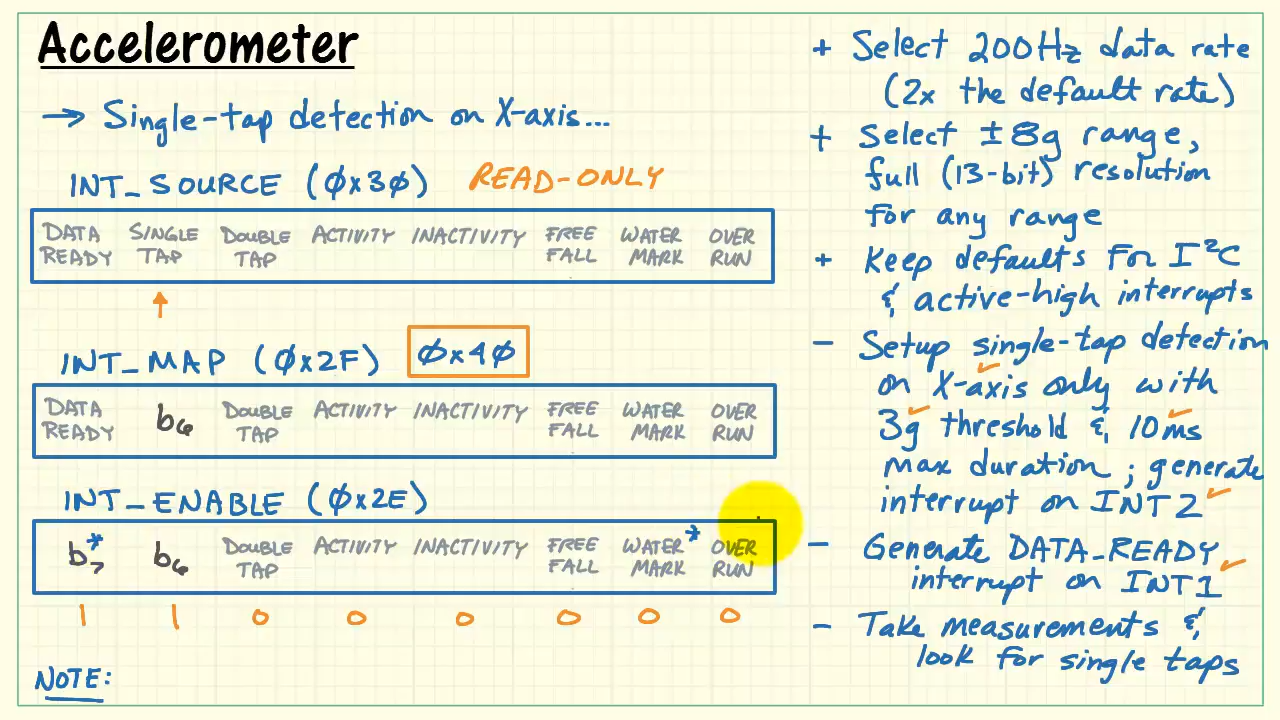 Accelerometer
→ Single-tap detection on X-axis...
INT_SOURCE (0x30) READ-ONLY
DATA READY SINGLE TAP DOUBLE TAP ACTIVITY INACTIVITY FREE FALL WATER MARK OVER RUN
INT_MAP (0x2F) 0x40
DATA READY b6 DOUBLE TAP ACTIVITY INACTIVITY FREE FALL WATER MARK OVER RUN
INT_ENABLE (0x2E)
b7* b6 DOUBLE TAP ACTIVITY INACTIVITY FREE FALL WATER MARK* OVER RUN
1 1 0 0 0 0 0 0
NOTE:
+ Select 200Hz data rate
(2x the default rate)
+ Select ±8g range,
full (13-bit) resolution
for any range
+ Keep defaults for I²C
& active-high interrupts
- Setup single-tap detection
on X-axis only with
3g threshold & 10ms
max duration; generate
interrupt on INT2
- Generate DATA_READY
interrupt on INT1
- Take measurements &
look for single taps